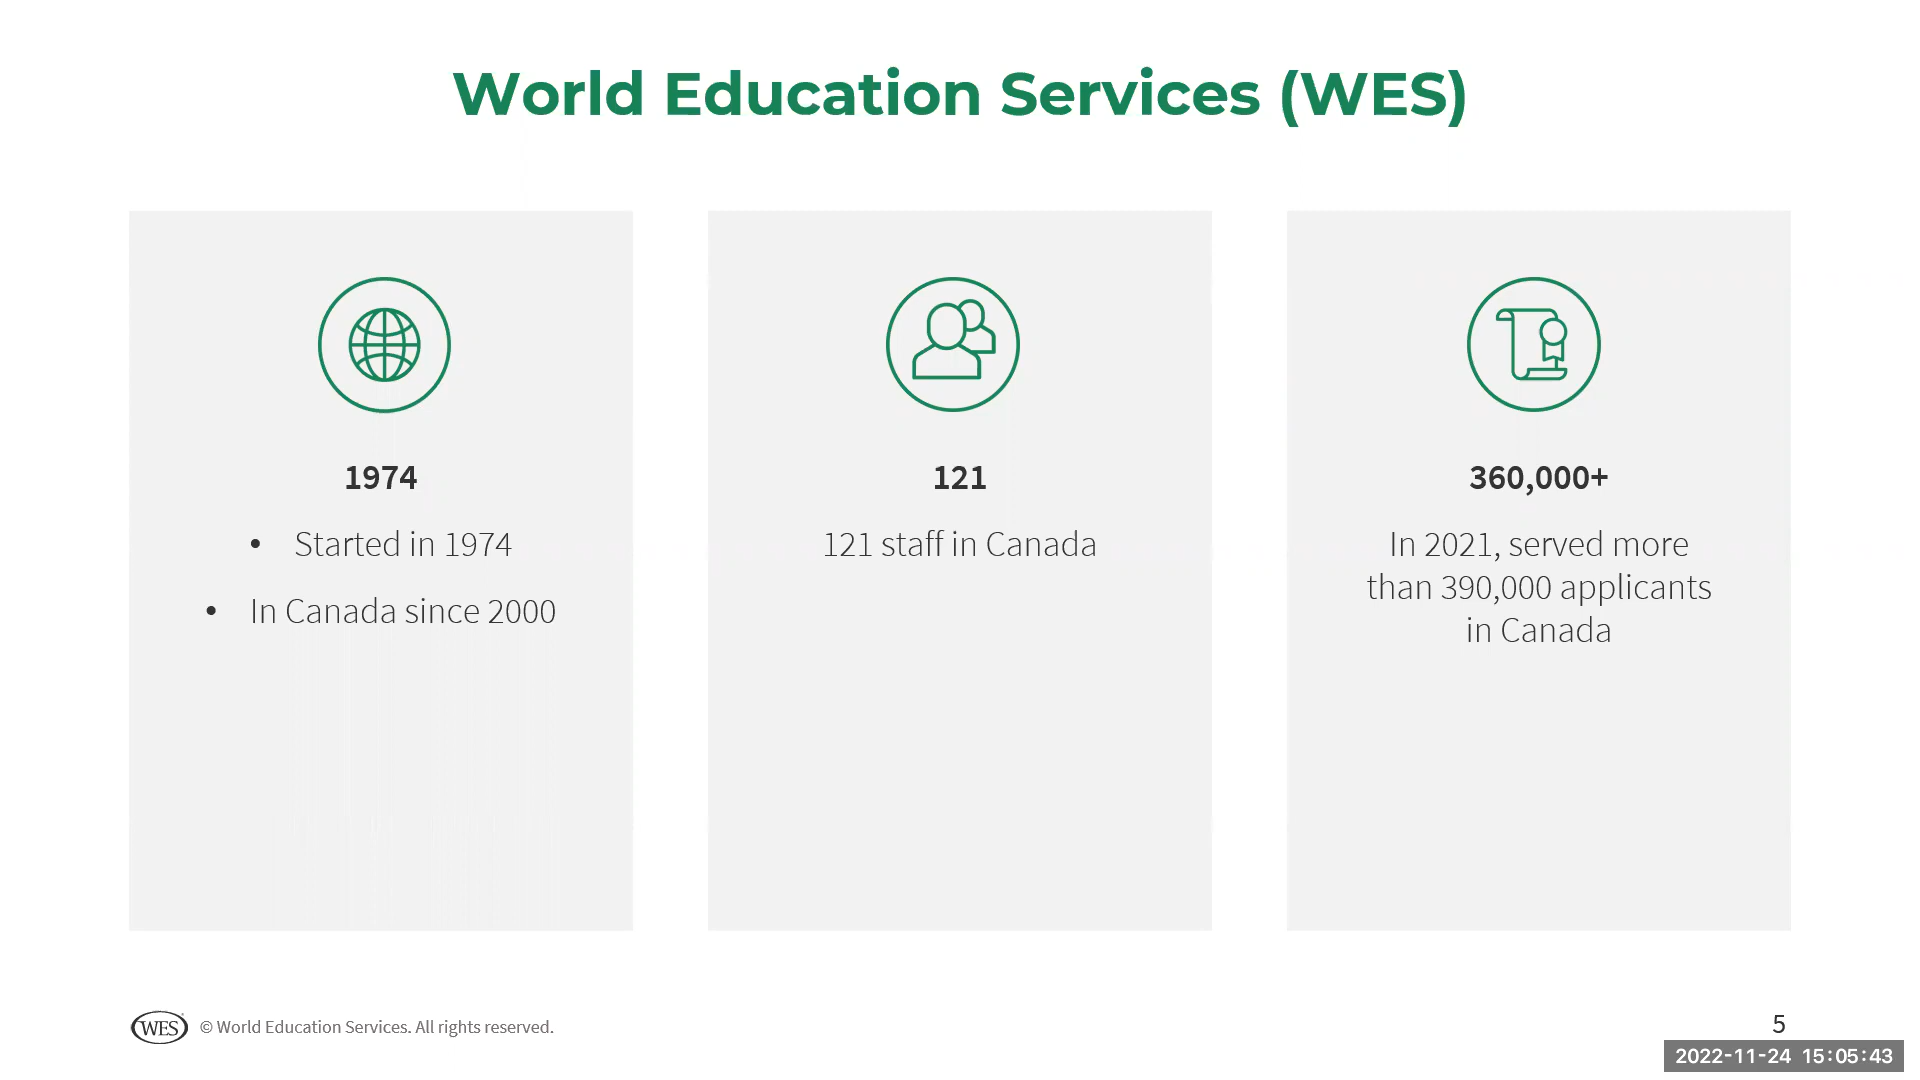 World Education Services (WES)
1974
• Started in 1974
• In Canada since 2000
121
121 staff in Canada
360,000+
In 2021, served more
than 390,000 applicants
in Canada
WES © World Education Services. All rights reserved.
5
2022-11-24 15:05:43